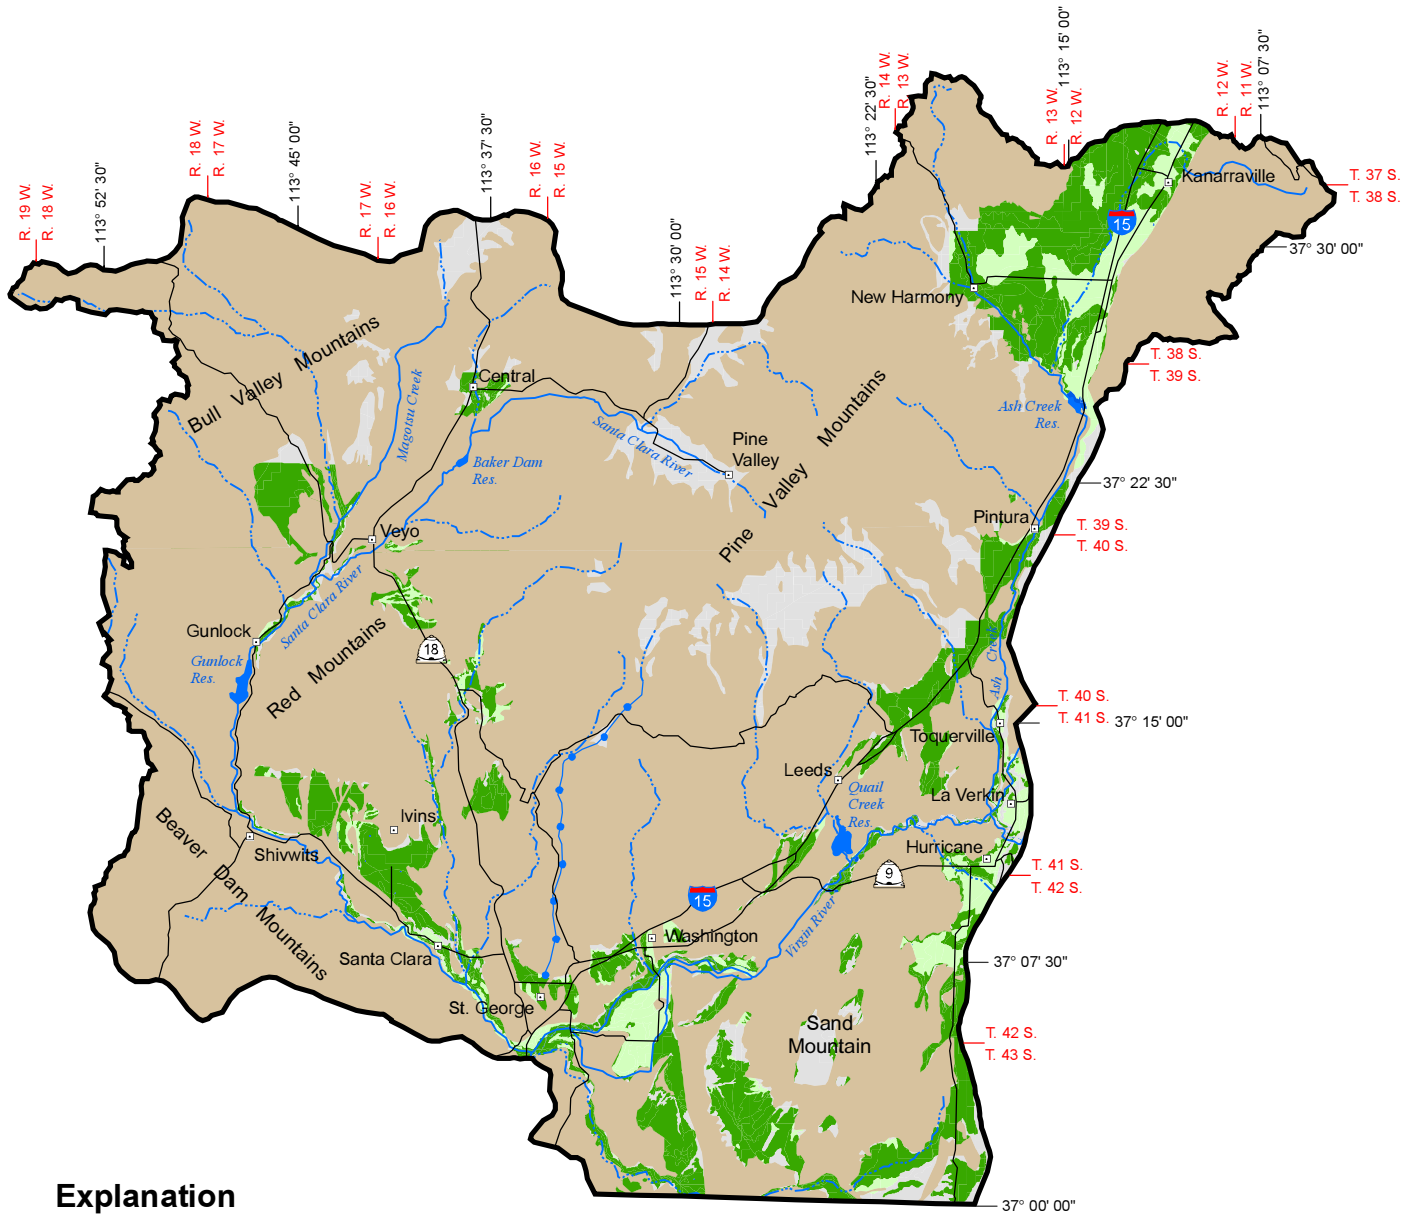 R. 19 W.
R. 18 W.
113° 52' 30"
R. 18 W.
R. 17 W.
113° 45' 00"
R. 17 W.
R. 16 W.
113° 37' 30"
R. 16 W.
R. 15 W.
113° 30' 00"
R. 15 W.
R. 14 W.
113° 22' 30"
R. 14 W.
R. 13 W.
113° 15' 00"
R. 13 W.
R. 12 W.
R. 12 W.
R. 11 W.
113° 07' 30"
T. 37 S.
T. 38 S.
Kanarraville
15
37° 30' 00"
New Harmony
T. 38 S.
T. 39 S.
Bull Valley Mountains
Magotsu Creek
Central
Santa Clara River
Pine
Valley
Pine Valley Mountains
Ash Creek
Res.
Baker Dam
Res.
37° 22' 30"
Pintura
T. 39 S.
T. 40 S.
Veyo
Santa Clara River
Gunlock
Gunlock
Res.
Red Mountains
18
Ash Creek
T. 40 S.
T. 41 S.
37° 15' 00"
Toquerville
Leeds
Quail
Creek
Res.
La Verkin
Ivins
Beaver Dam Mountains
Shivwits
Hurricane
9
T. 41 S.
T. 42 S.
15
Virgin River
Washington
Santa Clara
37° 07' 30"
St. George
Sand
Mountain
T. 42 S.
T. 43 S.
Explanation
37° 00' 00"